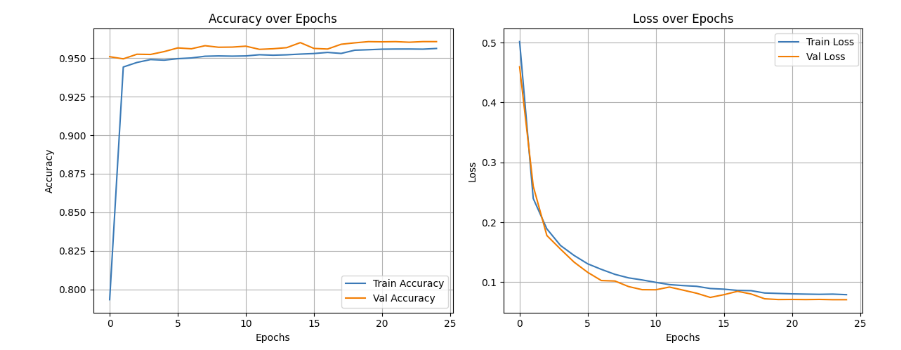 Accuracy over Epochs
0.950
0.925
0.900
0.875
0.850
0.825
0.800
Accuracy
Train Accuracy
Val Accuracy
0 5 10 15 20 25
Epochs
Loss over Epochs
0.5
0.4
0.3
0.2
0.1
Loss
Train Loss
Val Loss
0 5 10 15 20 25
Epochs